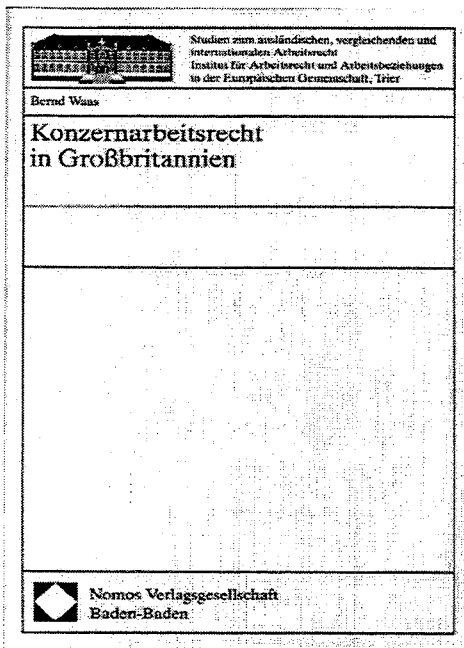 Studien zum ausländischen, vergleichenden und
internationalen Arbeitsrecht
Institut für Arbeitsrecht und Arbeitsbeziehungen
in der Europäischen Gemeinschaft, Trier
Bernd Waas
Konzernarbeitsrecht
in Großbritannien
Nomos Verlagsgesellschaft
Baden-Baden